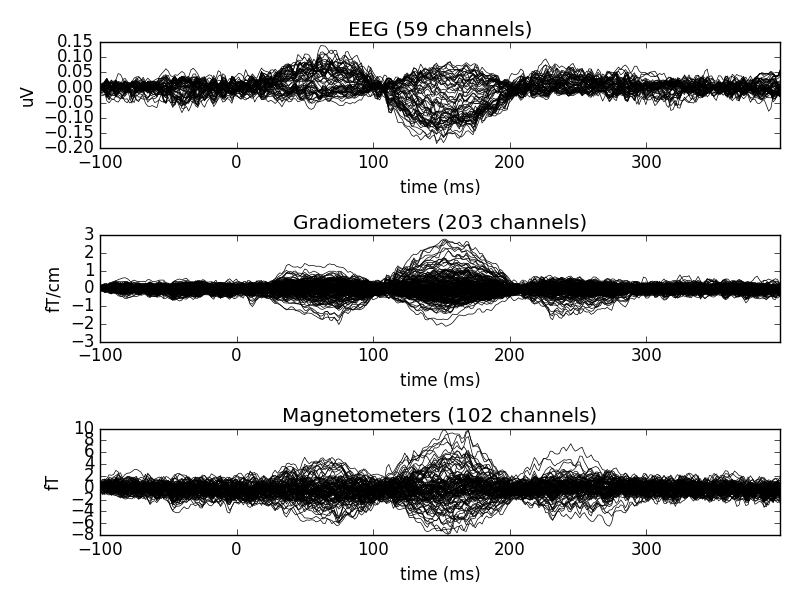 EEG (59 channels)
0.15
0.10
0.05
0.00
−0.05
−0.10
−0.15
−0.20
uV
−100 0 100 200 300
time (ms)
Gradiometers (203 channels)
3
2
1
0
−1
−2
−3
fT/cm
−100 0 100 200 300
time (ms)
Magnetometers (102 channels)
10
8
6
4
2
0
−2
−4
−6
−8
fT
−100 0 100 200 300
time (ms)